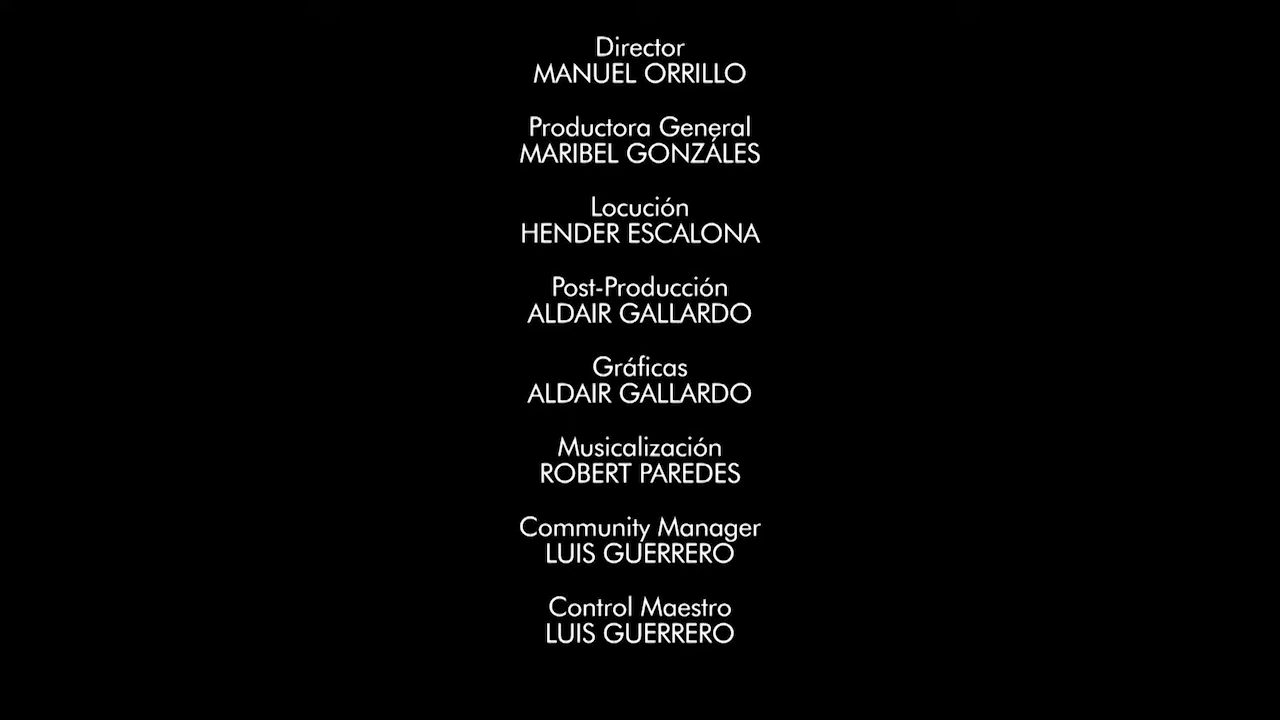 Director
MANUEL ORRILLO
Productora General
MARIBEL GONZÁLES
Locución
HENDER ESCALONA
Post-Producción
ALDAIR GALLARDO
Gráficas
ALDAIR GALLARDO
Musicalización
ROBERT PAREDES
Community Manager
LUIS GUERRERO
Control Maestro
LUIS GUERRERO